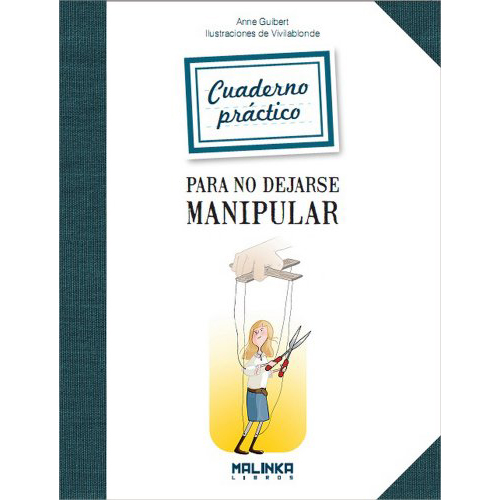 Anne Guibert
Ilustraciones de Vivilablonde
Cuaderno
práctico
PARA NO DEJARSE
MANIPULAR
MALINKA
LIBROS